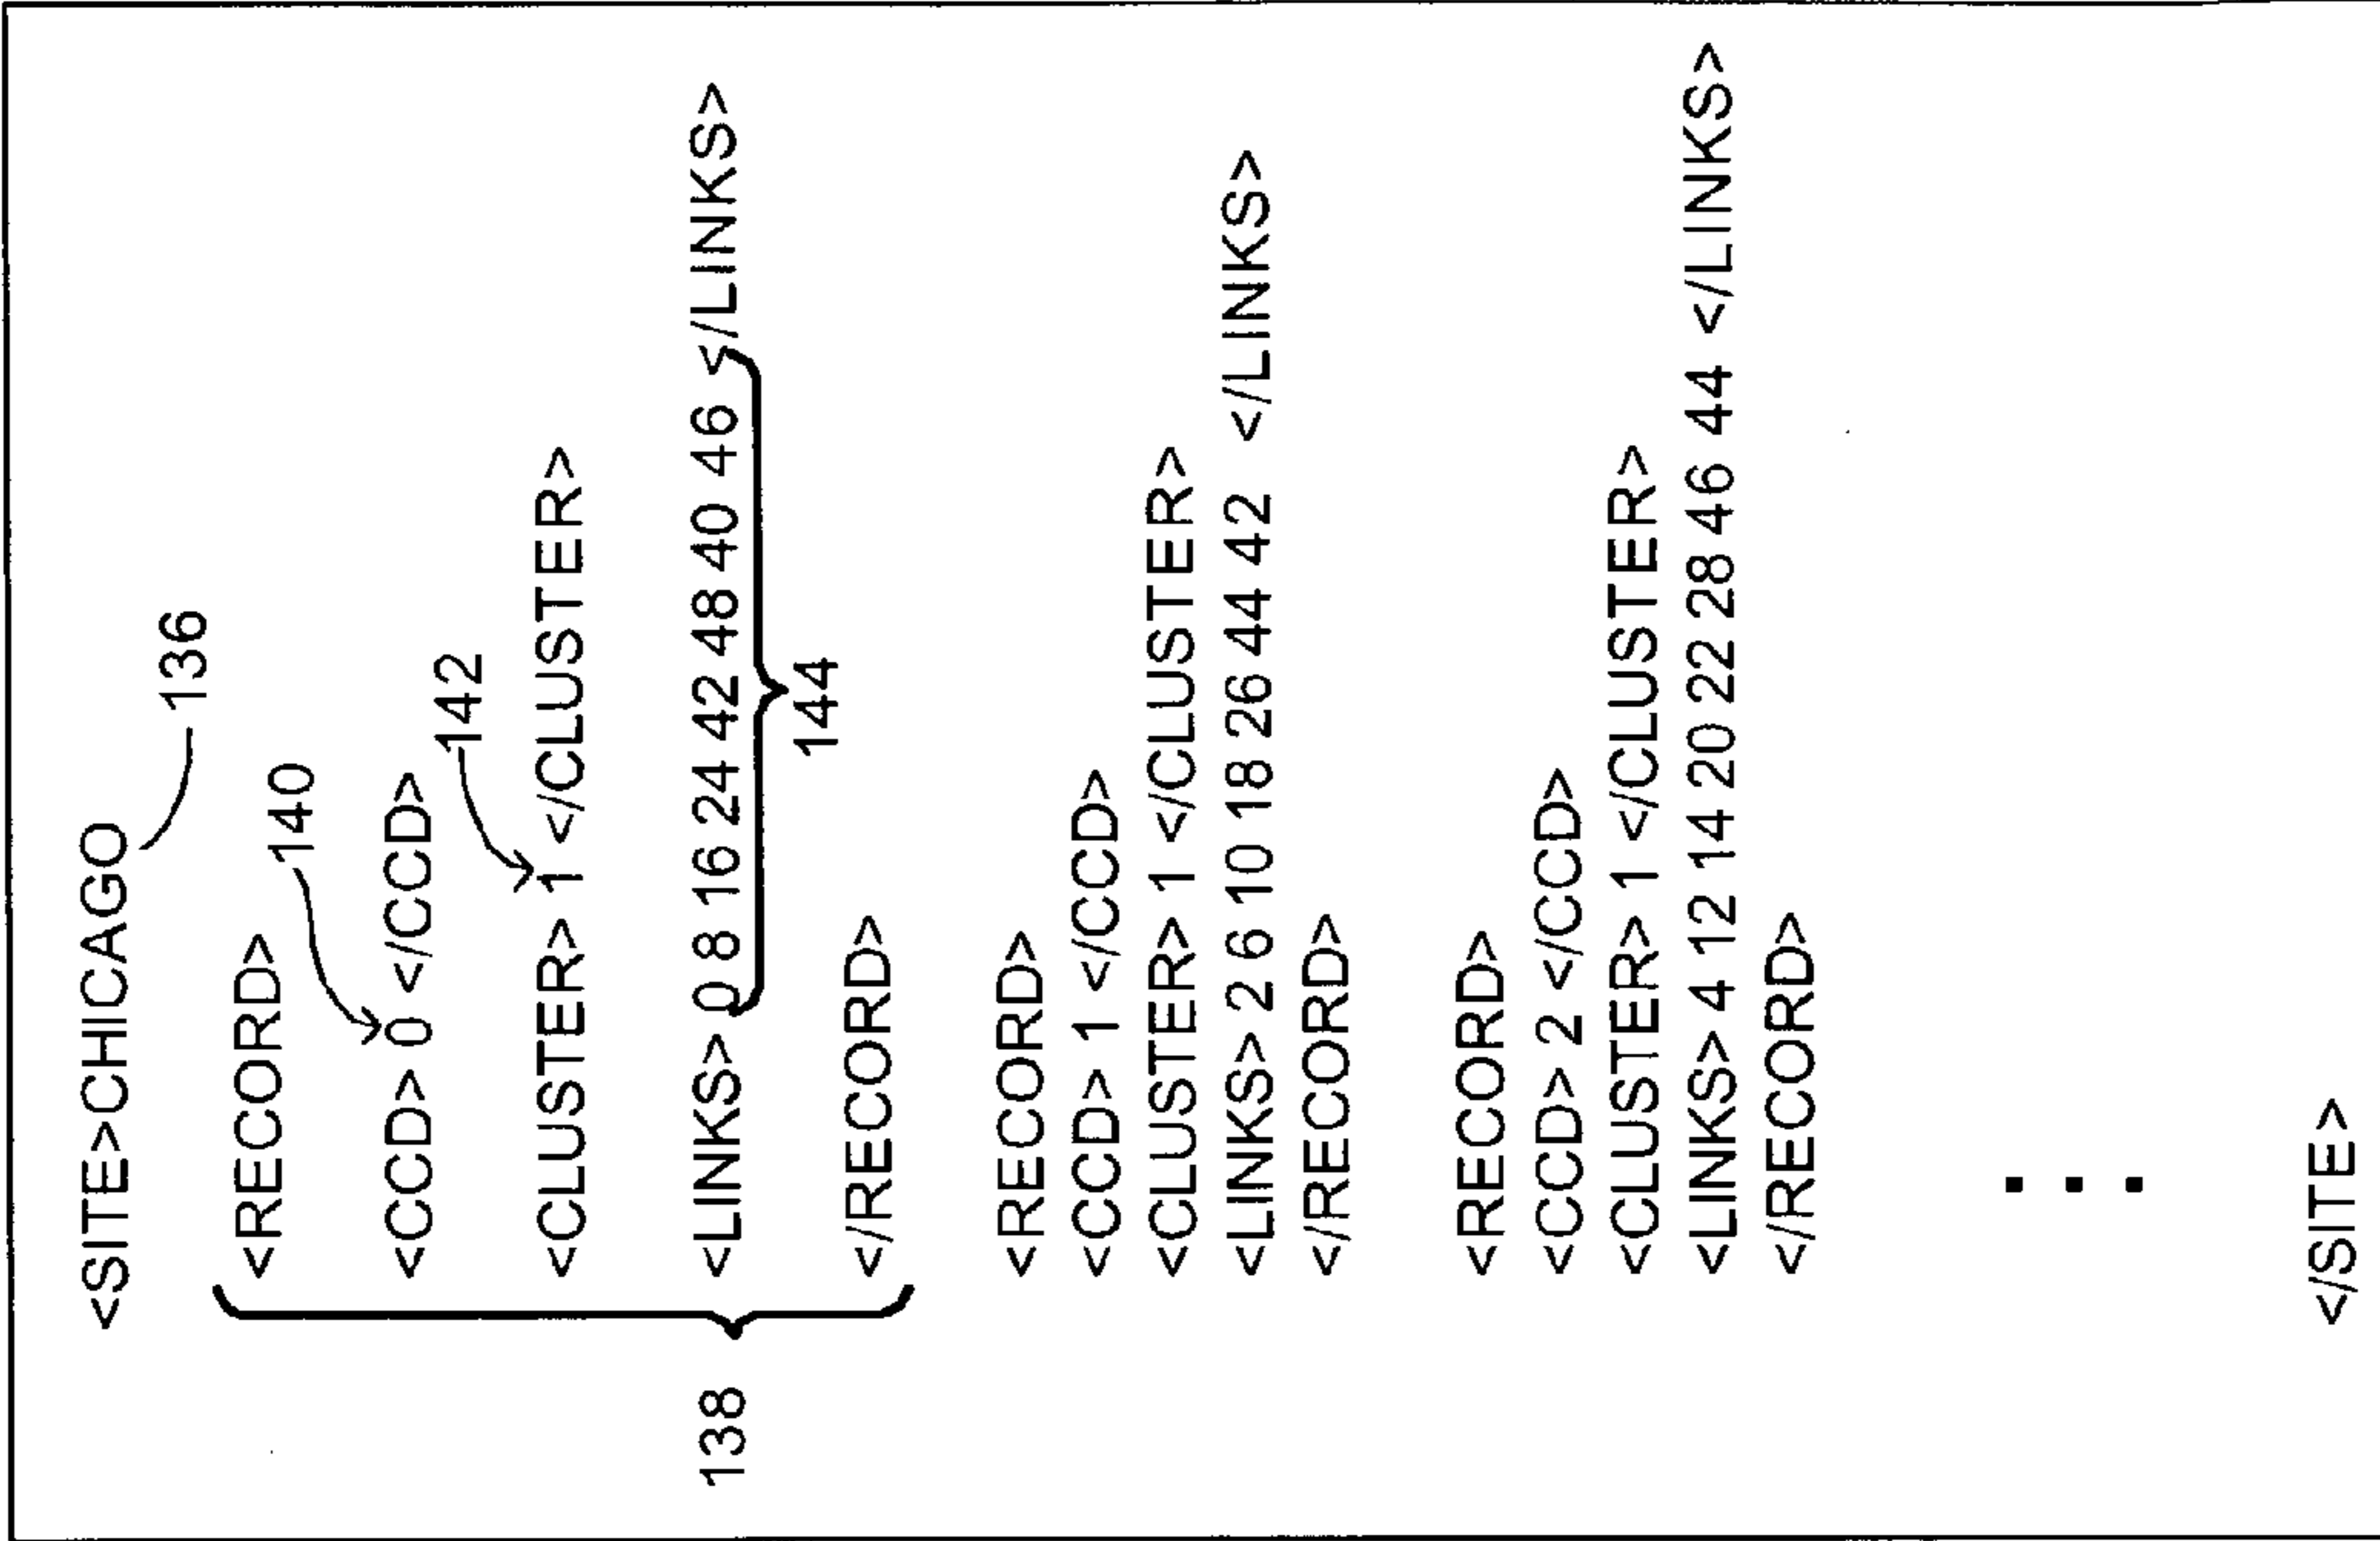 <SITE>CHICAGO
136
<RECORD>
140
<CCD> 0 </CCD>
142
<CLUSTER> 1 </CLUSTER>
138
<LINKS> 0 8 16 24 42 48 40 46 </LINKS>
144
</RECORD>
<RECORD>
<CCD> 1 </CCD>
<CLUSTER> 1 </CLUSTER>
<LINKS> 2 6 10 18 26 44 42 </LINKS>
</RECORD>
<RECORD>
<CCD> 2 </CCD>
<CLUSTER> 1 </CLUSTER>
<LINKS> 4 12 14 20 22 28 46 44 </LINKS>
</RECORD>
...
</SITE>